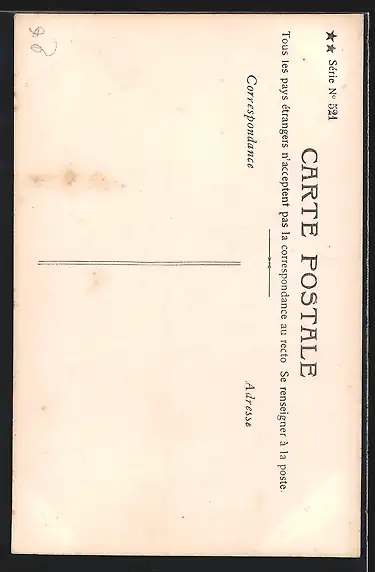 ★★ Série N° 521
CARTE POSTALE
Tous les pays étrangers n'acceptent pas la correspondance au recto Se renseigner à la poste.
Correspondance
Adresse